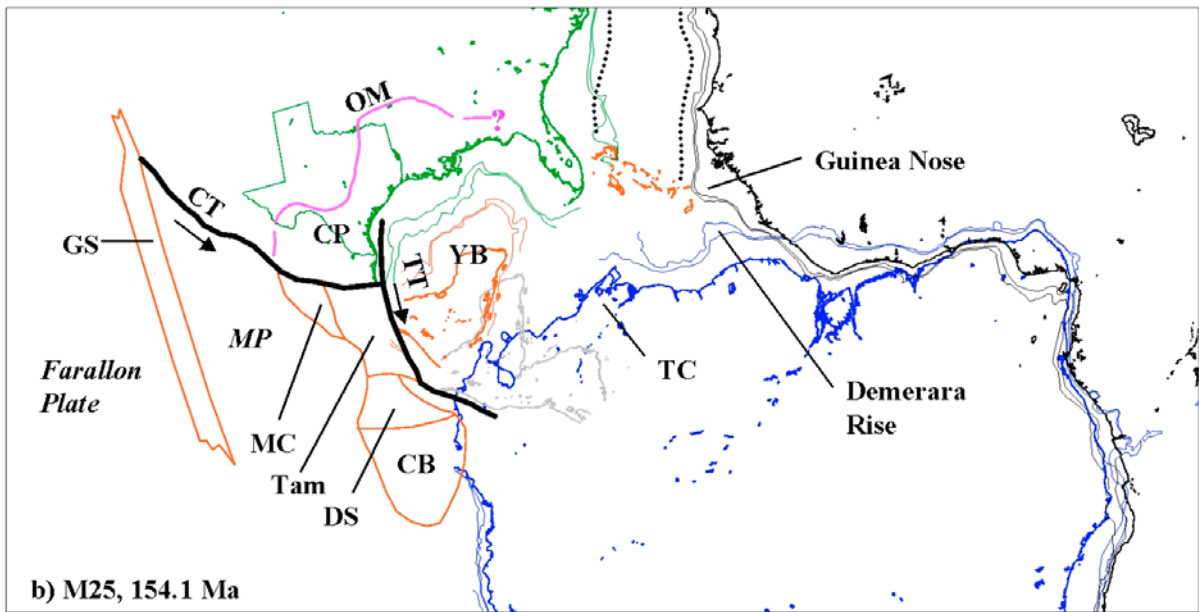 OM
?
Guinea Nose
CT
CP
GS
YB
TT
MP
TC
Farallon
Plate
Demerara
Rise
MC
Tam
CB
DS
b) M25, 154.1 Ma